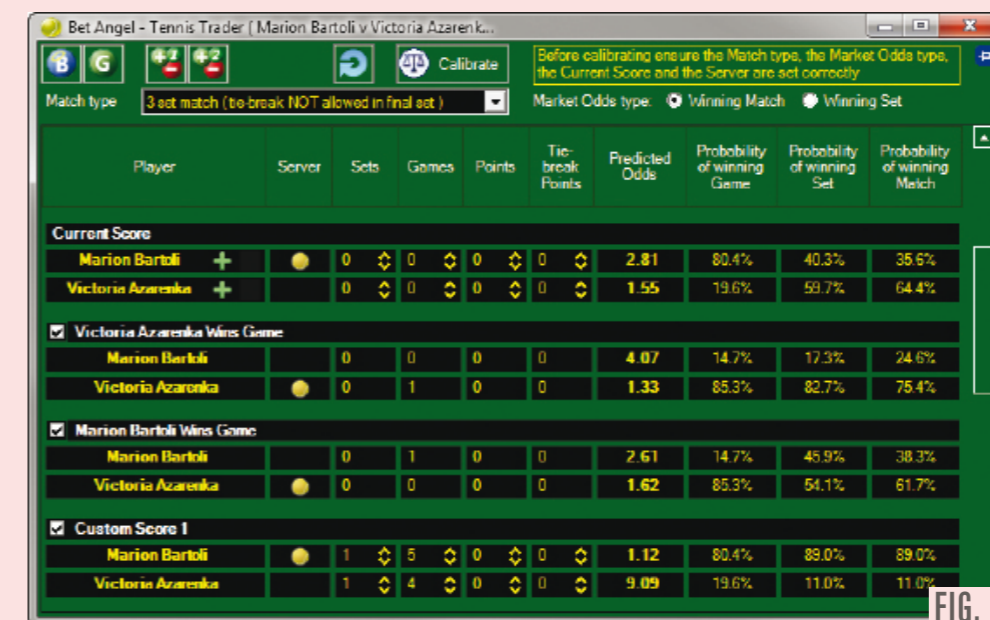 Bet Angel - Tennis Trader ( Marion Bartoli v Victoria Azarenk...
B G +2 +2 Calibrate
Before calibrating ensure the Match type, the Market Odds type,
the Current Score and the Server are set correctly
Match type 3 set match ( tie-break NOT allowed in final set ) Market Odds type: Winning Match Winning Set
Player Server Sets Games Points Tie-break Points Predicted Odds Probability of winning Game Probability of winning Set Probability of winning Match
Current Score
Marion Bartoli 0 0 0 0 2.81 80.4% 40.3% 35.6%
Victoria Azarenka 0 0 0 0 1.55 19.6% 59.7% 64.4%
Victoria Azarenka Wins Game
Marion Bartoli 0 0 0 0 4.07 14.7% 17.3% 24.6%
Victoria Azarenka 0 1 0 0 1.33 85.3% 82.7% 75.4%
Marion Bartoli Wins Game
Marion Bartoli 0 1 0 0 2.61 14.7% 45.9% 38.3%
Victoria Azarenka 0 0 0 0 1.62 85.3% 54.1% 61.7%
Custom Score 1
Marion Bartoli 1 5 0 0 1.12 80.4% 89.0% 89.0%
Victoria Azarenka 1 4 0 0 9.09 19.6% 11.0% 11.0%
FIG.